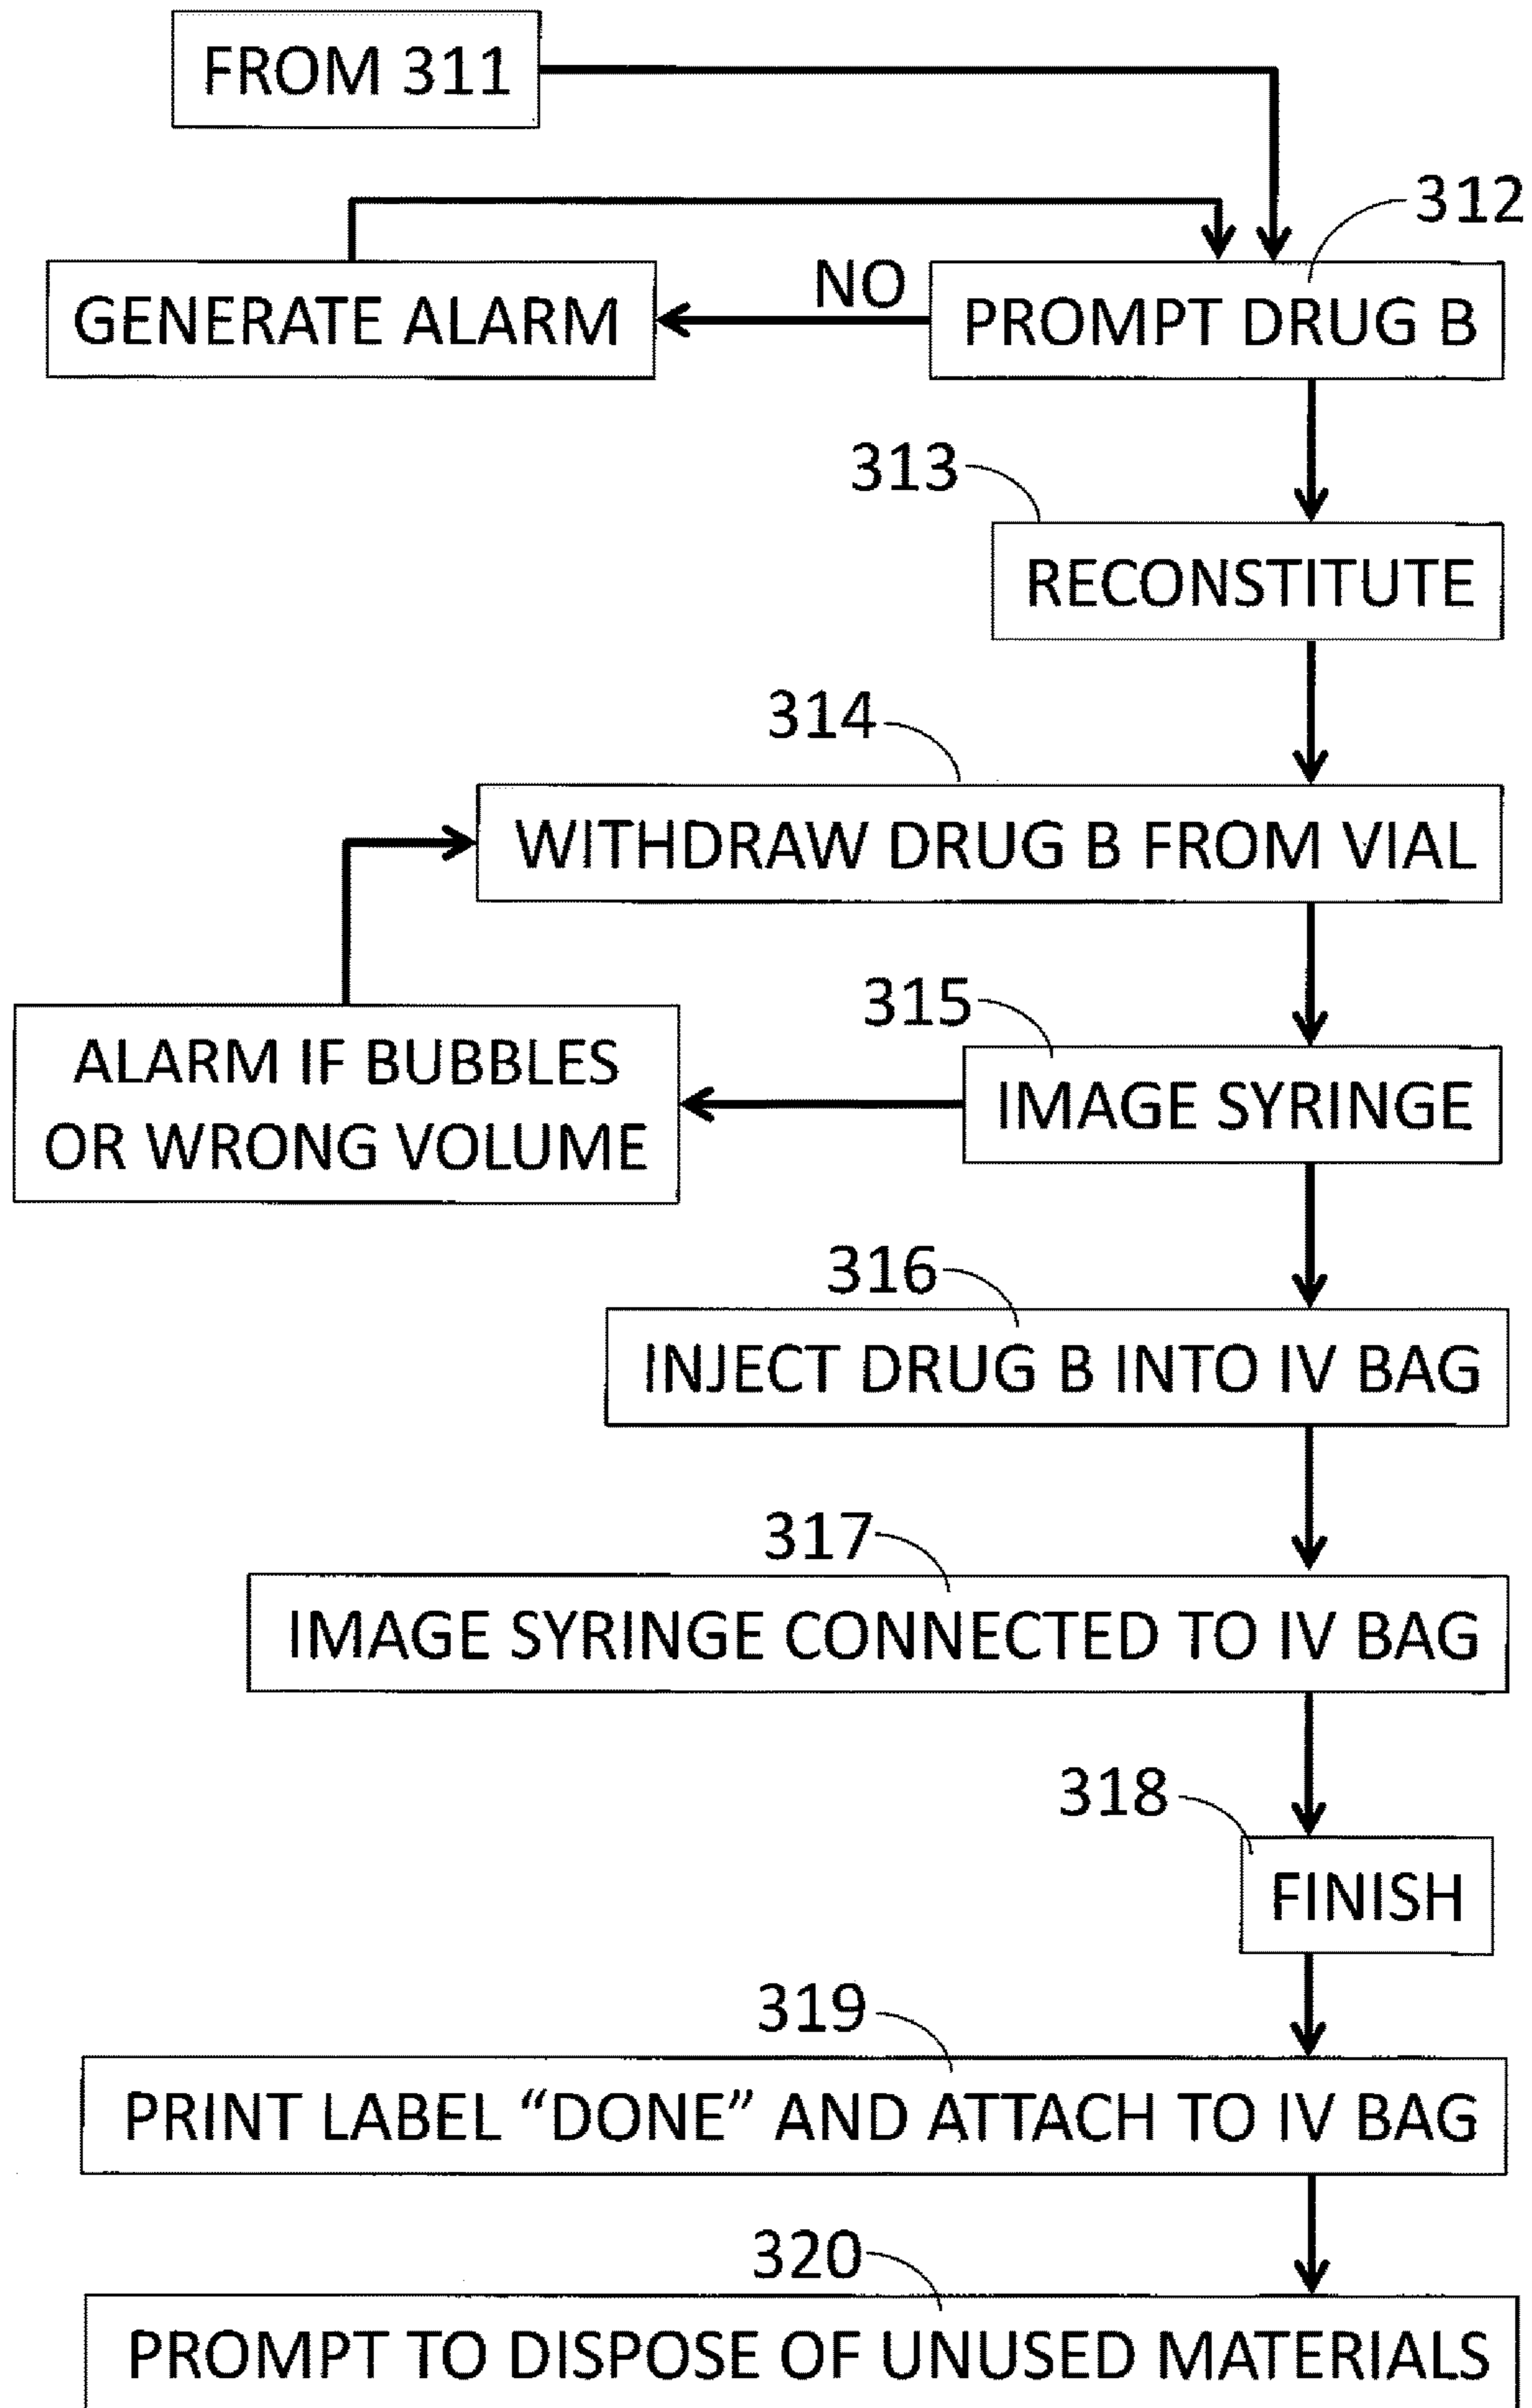 FROM 311
312
GENERATE ALARM
NO
PROMPT DRUG B
313
RECONSTITUTE
314
WITHDRAW DRUG B FROM VIAL
315
ALARM IF BUBBLES
OR WRONG VOLUME
IMAGE SYRINGE
316
INJECT DRUG B INTO IV BAG
317
IMAGE SYRINGE CONNECTED TO IV BAG
318
FINISH
319
PRINT LABEL “DONE” AND ATTACH TO IV BAG
320
PROMPT TO DISPOSE OF UNUSED MATERIALS